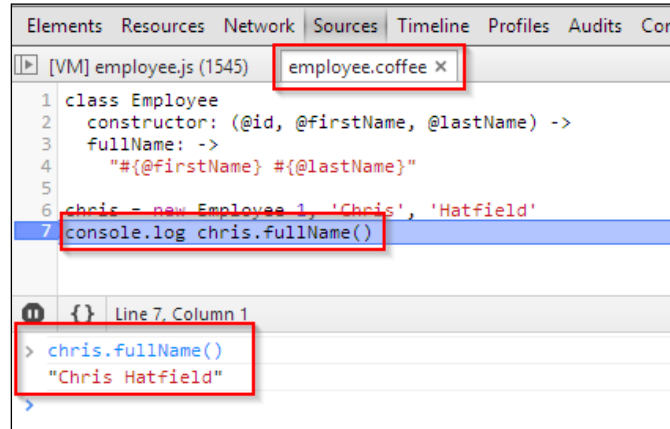 Elements Resources Network Sources Timeline Profiles Audits Con
[VM] employee.js (1545) employee.coffee ×
1 class Employee
2 constructor: (@id, @firstName, @lastName) ->
3 fullName: ->
4 "#{@firstName} #{@lastName}"
5
6 chris = new Employee 1, 'Chris', 'Hatfield'
7 console.log chris.fullName()
{} Line 7, Column 1
> chris.fullName()
"Chris Hatfield"
>